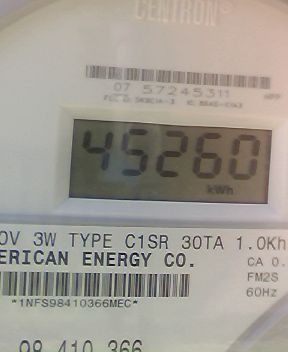 CENTRON®
07 57245311
45260
kWh
0V 3W TYPE C1SR 30TA 1.0Kh
ERICAN ENERGY CO.
CA 0.
FM2S
*1NFS98410366MEC*
60Hz
98 410 366